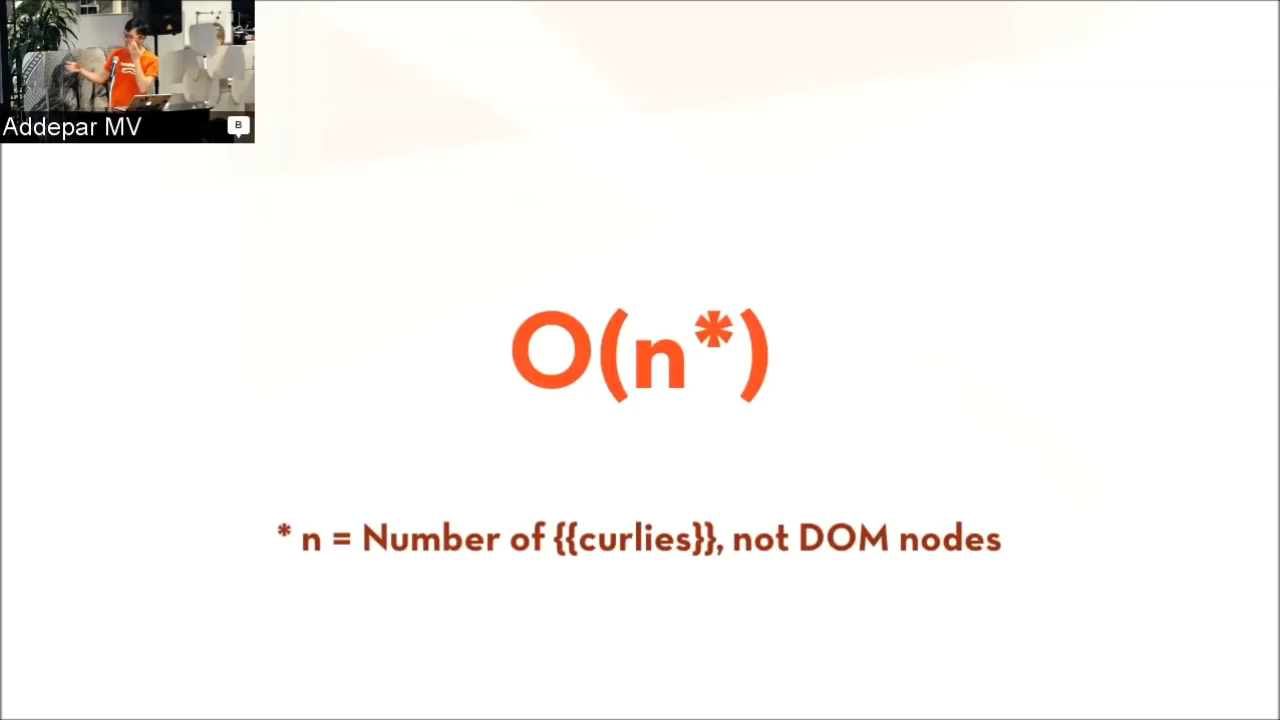 Addepar MV
B
O(n*)
* n = Number of {{curlies}}, not DOM nodes